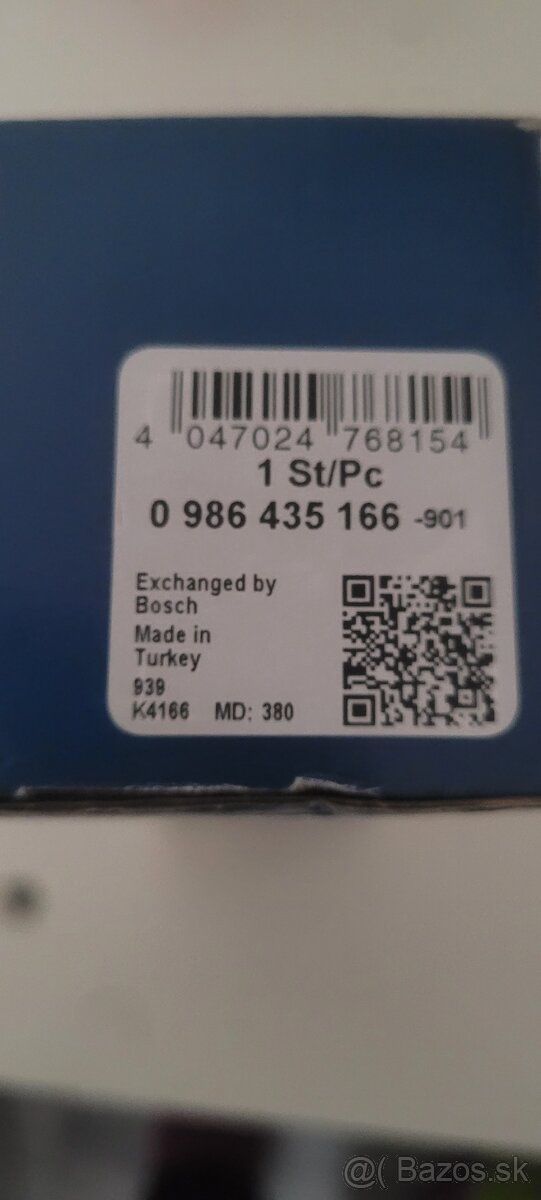 4 047024 768154
1 St/Pc
0 986 435 166 -901
Exchanged by
Bosch
Made in
Turkey
939
K4166 MD: 380
@( Bazos.sk